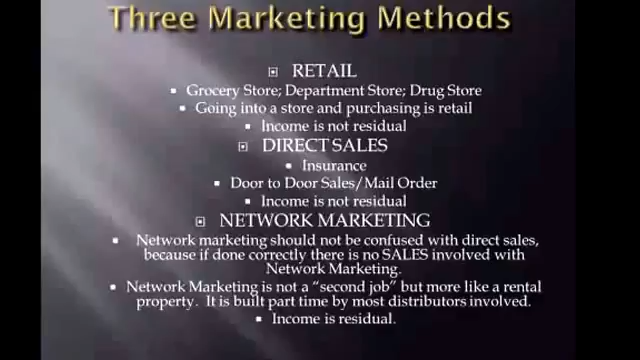 Three Marketing Methods
RETAIL
Grocery Store; Department Store; Drug Store
Going into a store and purchasing is retail
Income is not residual
DIRECT SALES
Insurance
Door to Door Sales/Mail Order
Income is not residual
NETWORK MARKETING
Network marketing should not be confused with direct sales,
because if done correctly there is no SALES involved with
Network Marketing.
Network Marketing is not a “second job” but more like a rental
property. It is built part time by most distributors involved.
Income is residual.